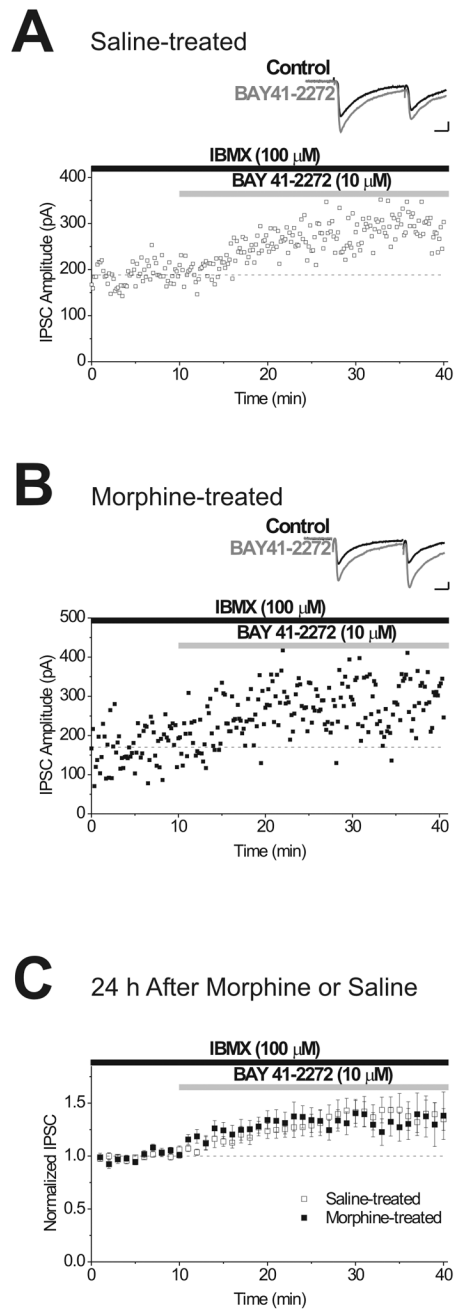 A Saline-treated
Control
BAY41-2272
IBMX (100 µM)
BAY 41-2272 (10 µM)
400
300
200
100
0
IPSC Amplitude (pA)
0 10 20 30 40
Time (min)
B Morphine-treated
Control
BAY41-2272
IBMX (100 µM)
BAY 41-2272 (10 µM)
500
400
300
200
100
0
IPSC Amplitude (pA)
0 10 20 30 40
Time (min)
C 24 h After Morphine or Saline
IBMX (100 µM)
BAY 41-2272 (10 µM)
1.5
1.0
0.5
0.0
Normalized IPSC
Saline-treated
Morphine-treated
0 10 20 30 40
Time (min)